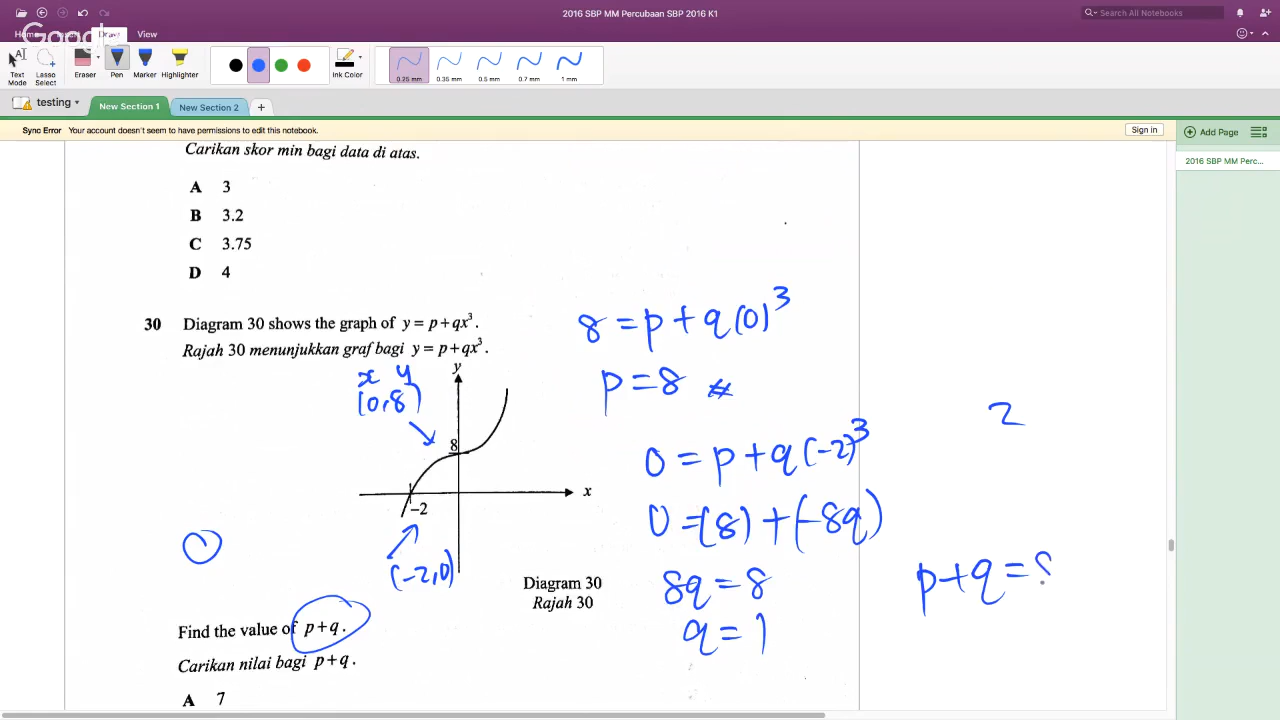 2016 SBP MM Percubaan SBP 2016 K1
Search All Notebooks
Google
Home Insert Draw View
Text Mode
Lasso Select
Eraser
Pen
Marker
Highlighter
Ink Color
0.25 mm
0.35 mm
0.5 mm
0.7 mm
1 mm
testing
New Section 1
New Section 2
+
Sync Error Your account doesn't seem to have permissions to edit this notebook.
Sign in
Add Page
2016 SBP MM Perc...
Carikan skor min bagi data di atas.
A 3
B 3.2
C 3.75
D 4
30 Diagram 30 shows the graph of y = p + qx³.
Rajah 30 menunjukkan graf bagi y = p + qx³.
x y
(0,8)
y
8
x
-2
(-2,0)
Diagram 30
Rajah 30
8 = p + q(0)³
p = 8 #
0 = p + q(-2)³
0 = (8) + (-8q)
8q = 8
q = 1
2
p + q = 8
Find the value of p + q.
Carikan nilai bagi p + q.
A 7